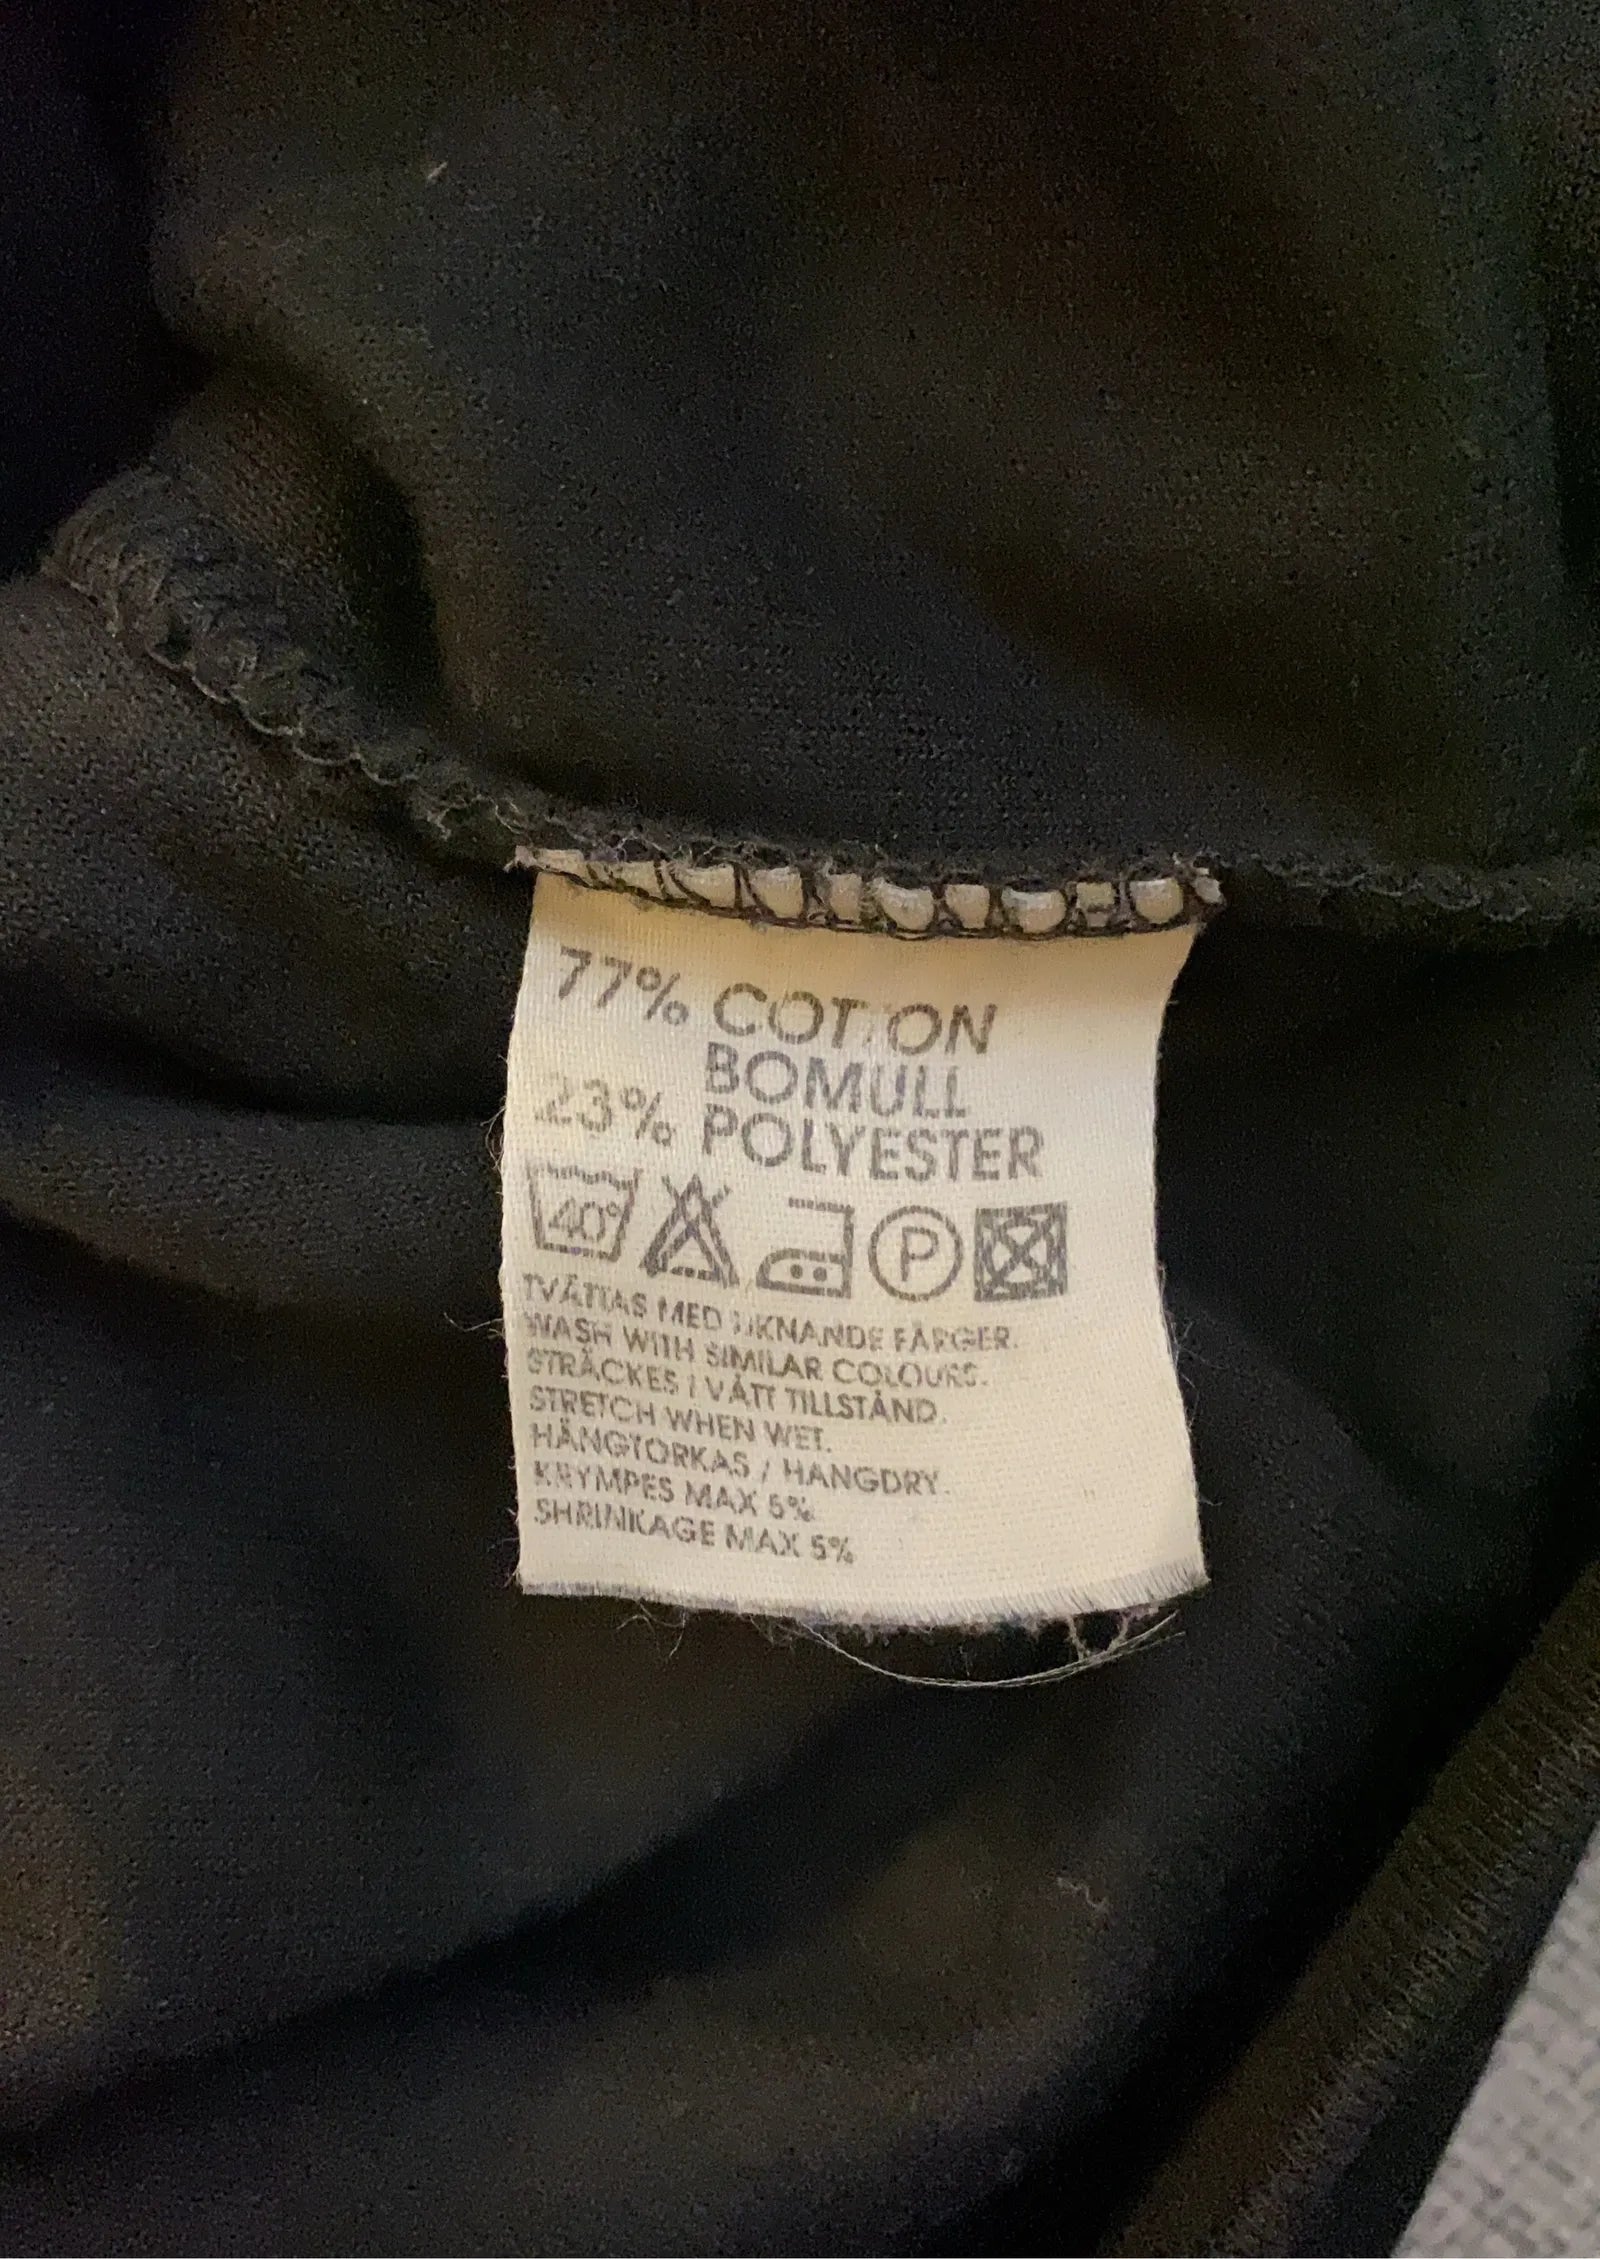 77% COTTON
BOMULL
23% POLYESTER
40° P
TVÄTTAS MED LIKNANDE FÄRGER.
WASH WITH SIMILAR COLOURS.
STRÄCKES I VÅTT TILLSTÅND.
STRETCH WHEN WET.
HÄNGTORKAS / HANGDRY.
KRYMPES MAX 5%
SHRINKAGE MAX 5%